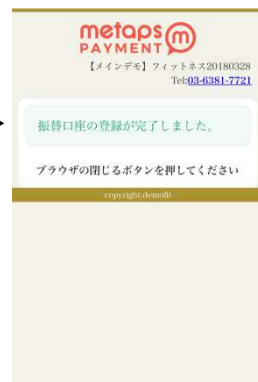 metaps
PAYMENT
【メインデモ】フィットネス20180328
Tel:03-6381-7721
振替口座の登録が完了しました。
ブラウザの閉じるボタンを押してください
copyright.demofit